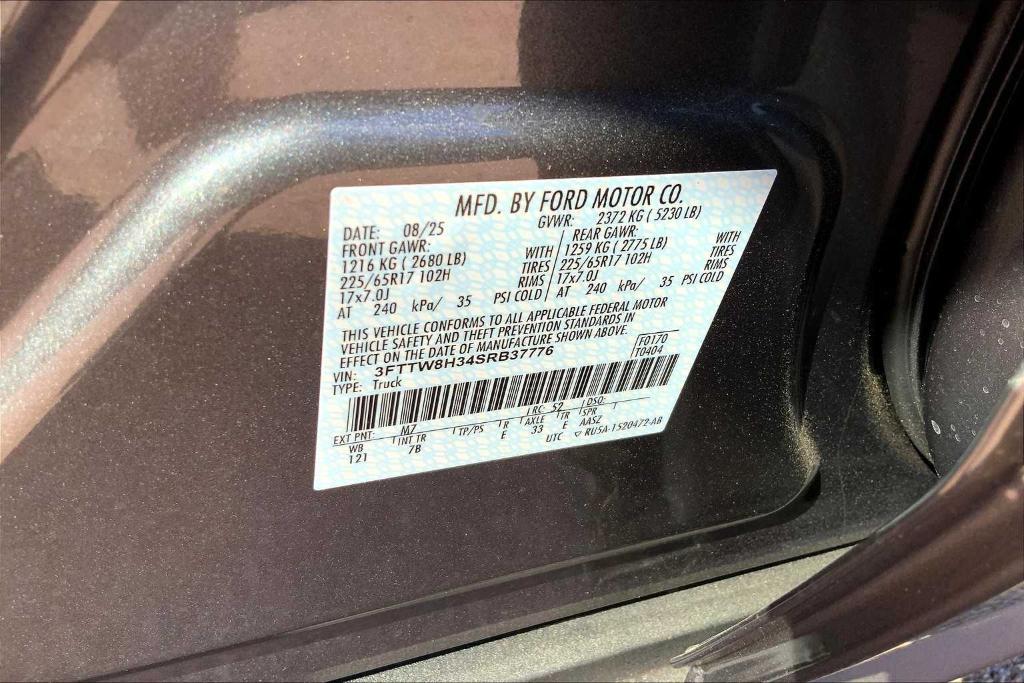 MFD. BY FORD MOTOR CO.
DATE: 08/25 GVWR: 2372 KG ( 5230 LB)
FRONT GAWR: REAR GAWR:
1216 KG ( 2680 LB) WITH 1259 KG ( 2775 LB) WITH
225/65R17 102H TIRES 225/65R17 102H TIRES
17x7.0J RIMS 17x7.0J RIMS
AT 240 kPa/ 35 PSI COLD AT 240 kPa/ 35 PSI COLD
THIS VEHICLE CONFORMS TO ALL APPLICABLE FEDERAL MOTOR
VEHICLE SAFETY AND THEFT PREVENTION STANDARDS IN
EFFECT ON THE DATE OF MANUFACTURE SHOWN ABOVE.
VIN: 3FTTW8H34SRB37776 F0170
TYPE: Truck T0404
EXT PNT: M7 RC: 52 DSO:
WB INT TR TP/PS R AXLE TR SPR
121 7B E 33 E AASZ
UTC ▽ RU5A-1520472-AB